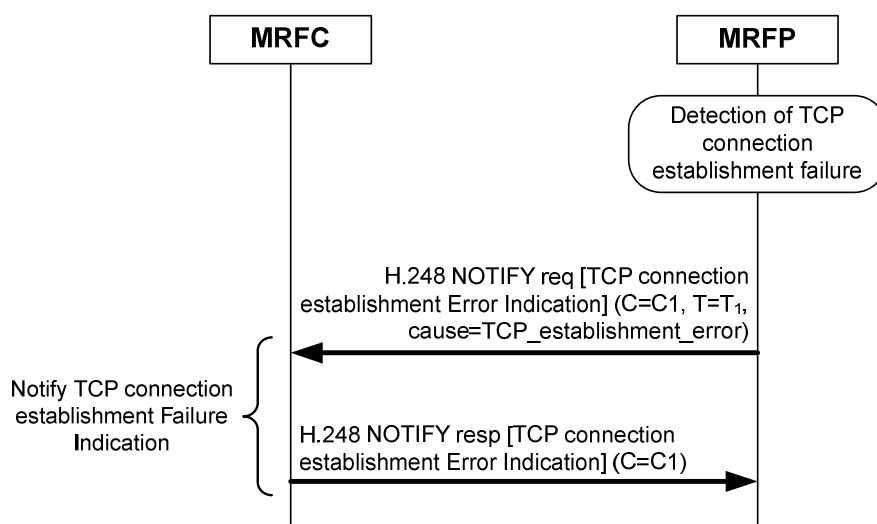 MRFC
MRFP
Detection of TCP
connection
establishment failure
H.248 NOTIFY req [TCP connection
establishment Error Indication] (C=C1, T=T₁,
cause=TCP_establishment_error)
Notify TCP connection
establishment Failure
Indication
H.248 NOTIFY resp [TCP connection
establishment Error Indication] (C=C1)